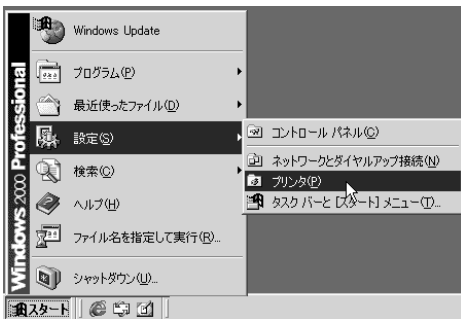 Windows 2000 Professional
Windows Update
プログラム(P)
最近使ったファイル(D)
設定(S)
検索(C)
ヘルプ(H)
ファイル名を指定して実行(R)...
シャットダウン(U)...
コントロール パネル(C)
ネットワークとダイヤルアップ接続(N)
プリンタ(P)
タスク バーと [スタート] メニュー(T)...
スタート